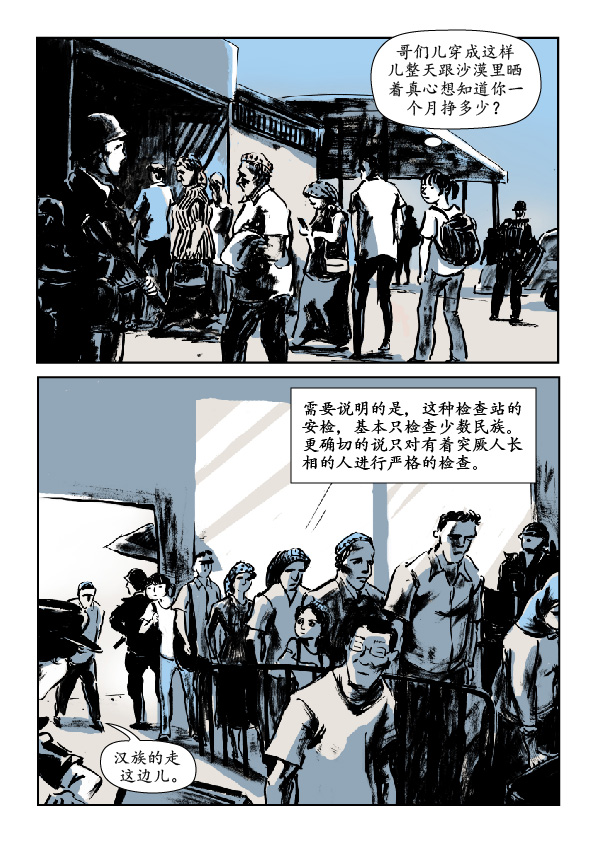 哥们儿穿成这样
儿整天跟沙漠里晒
着真心想知道你一
个月挣多少？
需要说明的是，这种检查站的
安检，基本只检查少数民族。
更确切的说只对有着突厥人长
相的人进行严格的检查。
汉族的走
这边儿。